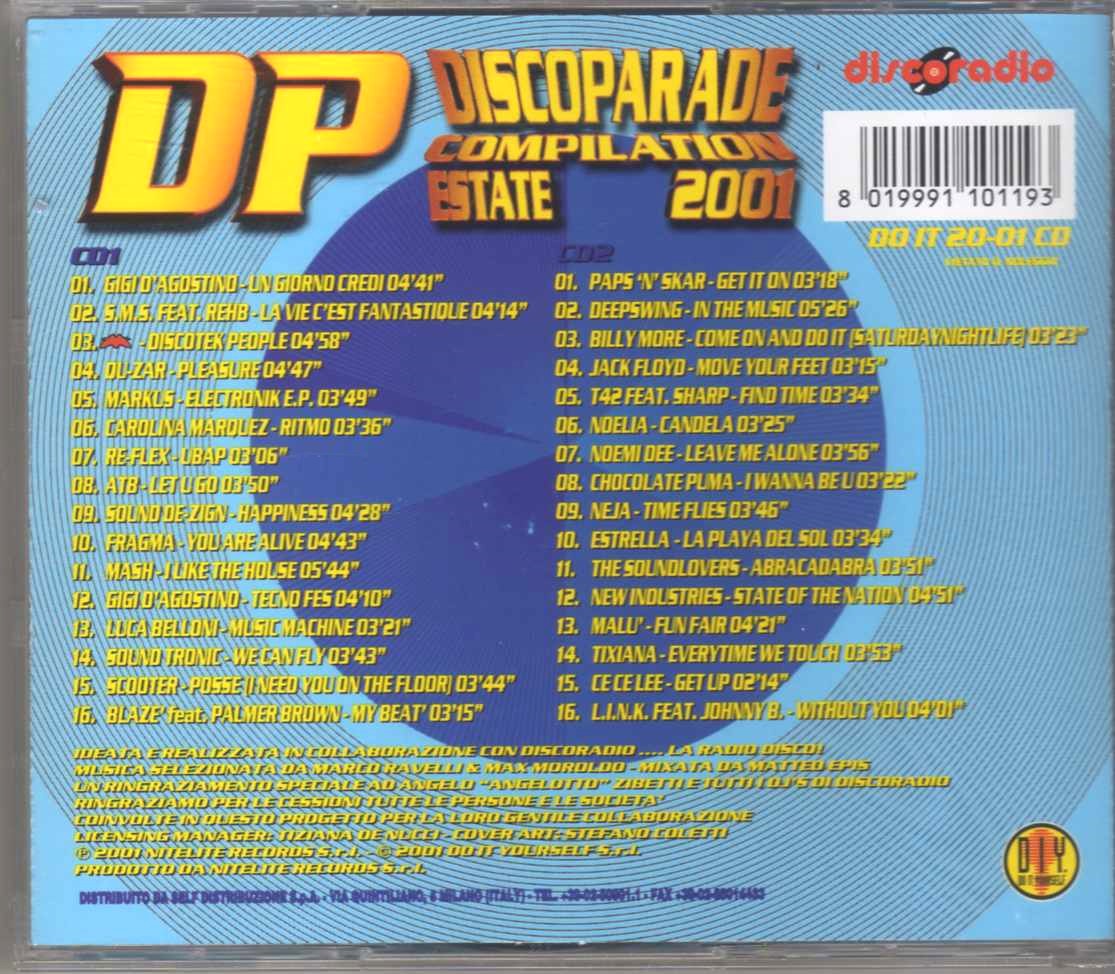 DP
DISCOPARADE
COMPILATION
ESTATE 2001
discoradio
8 019991 101193
DO IT 20-01 CD
VIETATO IL NOLEGGIO
CD1
01. GIGI D'AGOSTINO - UN GIORNO CREDI 04'41"
02. S.M.S. FEAT. REHB - LA VIE C'EST FANTASTIQUE 04'14"
03. - DISCOTEK PEOPLE 04'58"
04. DU-ZAR - PLEASURE 04'47"
05. MARKUS - ELECTRONIK E.P. 03'49"
06. CAROLINA MARQUEZ - RITMO 03'36"
07. RE-FLEX - UBAP 03'06"
08. ATB - LET U GO 03'50"
09. SOUND DE-ZIGN - HAPPINESS 04'28"
10. FRAGMA - YOU ARE ALIVE 04'43"
11. MASH - I LIKE THE HOUSE 05'44"
12. GIGI D'AGOSTINO - TECNO FES 04'10"
13. LUCA BELLONI - MUSIC MACHINE 03'21"
14. SOUND TRONIC - WE CAN FLY 03'43"
15. SCOOTER - POSSE (I NEED YOU ON THE FLOOR) 03'44"
16. BLAZE' feat. PALMER BROWN - MY BEAT' 03'15"
CD2
01. PAPS 'N' SKAR - GET IT ON 03'18"
02. DEEPSWING - IN THE MUSIC 05'26"
03. BILLY MORE - COME ON AND DO IT (SATURDAYNIGHTLIFE) 03'23"
04. JACK FLOYD - MOVE YOUR FEET 03'15"
05. T42 FEAT. SHARP - FIND TIME 03'34"
06. NOELIA - CANDELA 03'25"
07. NOEMI DEE - LEAVE ME ALONE 03'56"
08. CHOCOLATE PUMA - I WANNA BE U 03'22"
09. NEJA - TIME FLIES 03'46"
10. ESTRELLA - LA PLAYA DEL SOL 03'34"
11. THE SOUNDLOVERS - ABRACADABRA 03'51"
12. NEW INDUSTRIES - STATE OF THE NATION 04'51"
13. MALU' - FUN FAIR 04'21"
14. TIXIANA - EVERYTIME WE TOUCH 03'53"
15. CE CE LEE - GET UP 02'14"
16. L.I.N.K. FEAT. JOHNNY B. - WITHOUT YOU 04'01"
IDEATA E REALIZZATA IN COLLABORAZIONE CON DISCORADIO .... LA RADIO DISCO!
MUSICA SELEZIONATA DA MARCO RAVELLI & MAX MOROLDO - MIXATA DA MATTEO EPIS
UN RINGRAZIAMENTO SPECIALE AD ANGELO "ANGELOTTO" ZIBETTI E TUTTI I DJ'S DI DISCORADIO
RINGRAZIAMO PER LE CESSIONI TUTTE LE PERSONE E LE SOCIETA'
COINVOLTE IN QUESTO PROGETTO PER LA LORO GENTILE COLLABORAZIONE
LICENSING MANAGER: TIZIANA DE NUCCI - COVER ART: STEFANO COLETTI
℗ 2001 NITELITE RECORDS S.r.l. - © 2001 DO IT YOURSELF S.r.l.
PRODOTTO DA NITELITE RECORDS S.r.l.
DISTRIBUITO DA SELF DISTRIBUZIONE S.p.A. - VIA QUINTILIANO, MILANO (ITALY) - TEL. FAX
D.I.Y.
DO IT YOURSELF